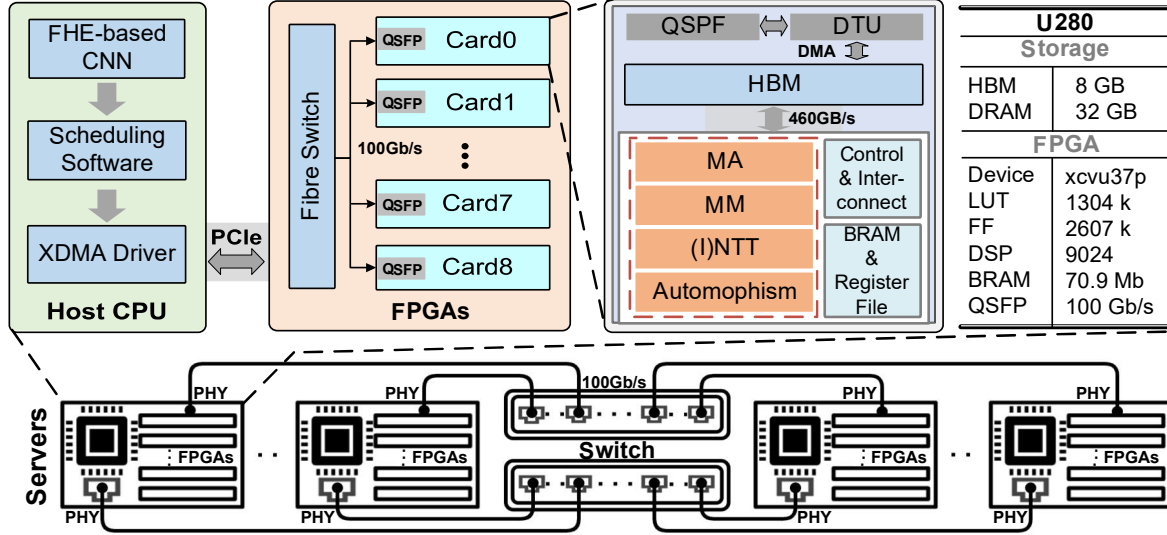 FHE-based
CNN
Scheduling
Software
XDMA Driver
Host CPU
PCIe
Fibre Switch
100Gb/s
QSFP
Card0
QSFP
Card1
QSFP
Card7
QSFP
Card8
FPGAs
QSPF
DTU
DMA
HBM
460GB/s
MA
MM
(I)NTT
Automophism
Control
& Inter-
connect
BRAM
&
Register
File
U280
Storage
HBM 8 GB
DRAM 32 GB
FPGA
Device xcvu37p
LUT 1304 k
FF 2607 k
DSP 9024
BRAM 70.9 Mb
QSFP 100 Gb/s
Servers
PHY
FPGAs
PHY
PHY
FPGAs
PHY
100Gb/s
Switch
PHY
FPGAs
PHY
PHY
FPGAs
PHY